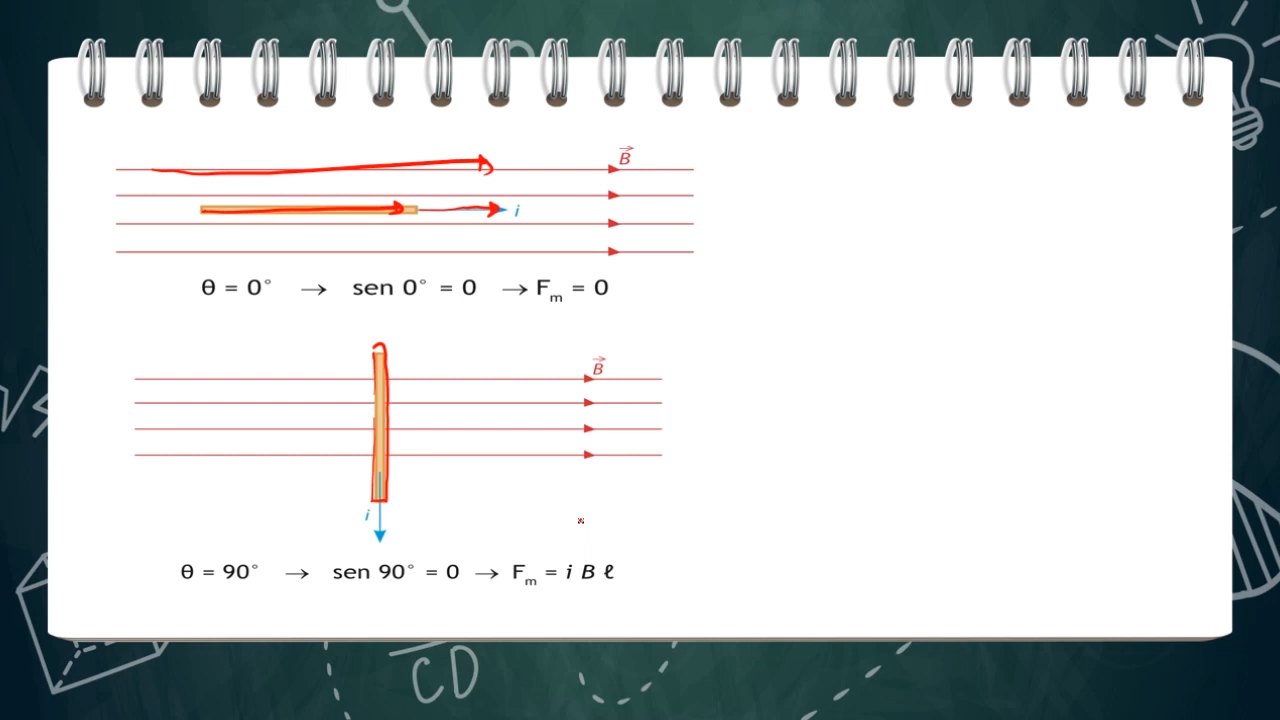 B⃗
i
θ = 0° → sen 0° = 0 → Fₘ = 0
B⃗
i
θ = 90° → sen 90° = 0 → Fₘ = i B ℓ
CD